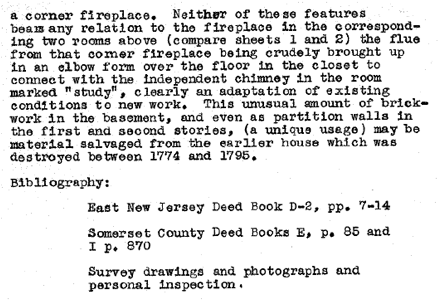 a corner fireplace. Neither of these features
beam any relation to the fireplace in the correspond-
ing two rooms above (compare sheets 1 and 2) the flue
from that corner fireplace being crudely brought up
in an elbow form over the floor in the closet to
connect with the independent chimney in the room
marked "study", clearly an adaptation of existing
conditions to new work. This unusual amount of brick-
work in the basement, and even as partition walls in
the first and second stories, (a unique usage) may be
material salvaged from the earlier house which was
destroyed between 1774 and 1795.
Bibliography:
East New Jersey Deed Book D-2, pp. 7-14
Somerset County Deed Books E, p. 85 and
I p. 870
Survey drawings and photographs and
personal inspection.